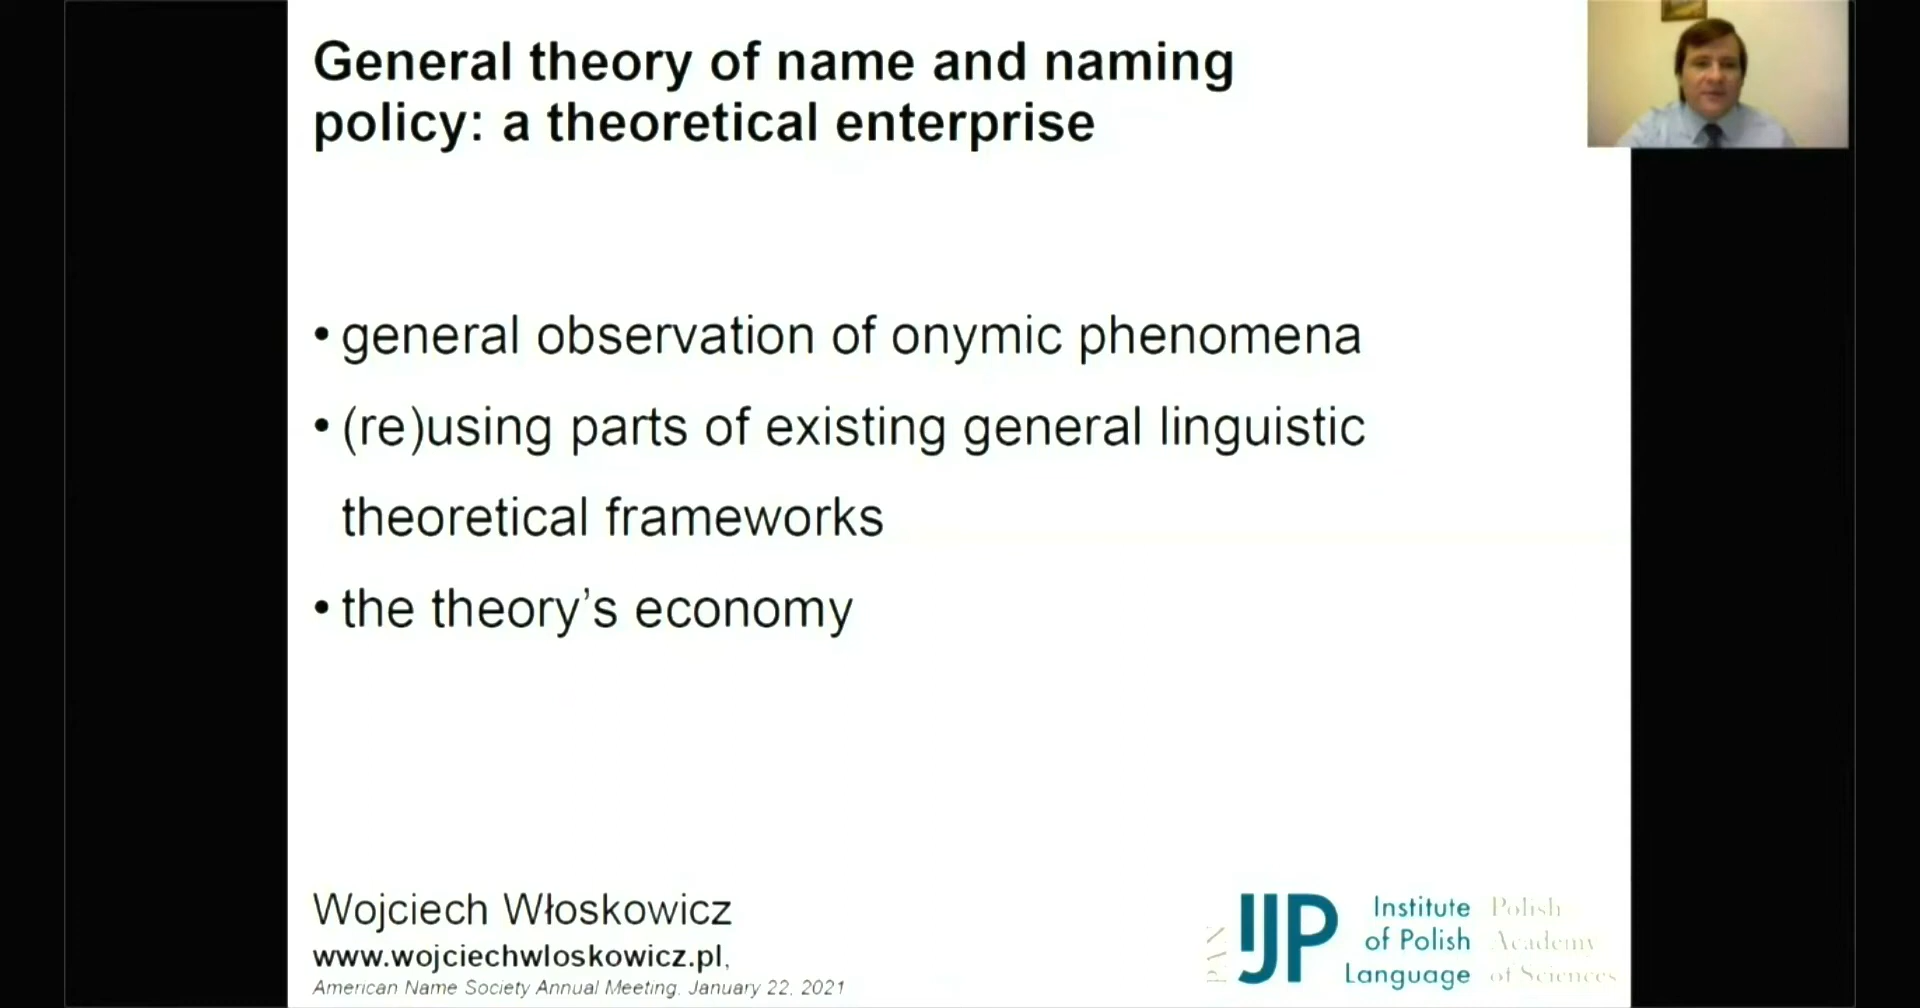 General theory of name and naming
policy: a theoretical enterprise
• general observation of onymic phenomena
• (re)using parts of existing general linguistic
theoretical frameworks
• the theory’s economy
Wojciech Włoskowicz
www.wojciechwloskowicz.pl,
American Name Society Annual Meeting, January 22, 2021
PAN
IJP
Institute
of Polish
Language
Polish
Academy
of Sciences